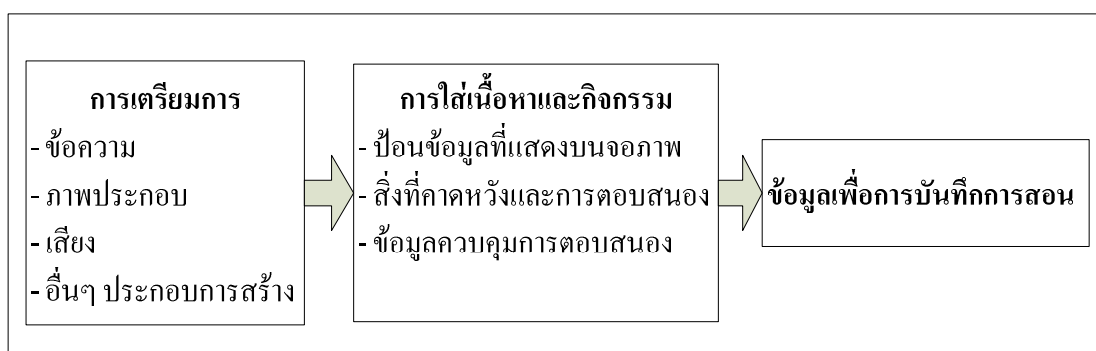 การเตรียมการ
- ข้อความ
- ภาพประกอบ
- เสียง
- อื่นๆ ประกอบการสร้าง
การใส่เนื้อหาและกิจกรรม
- ป้อนข้อมูลที่แสดงบนจอภาพ
- สิ่งที่คาดหวังและการตอบสนอง
- ข้อมูลควบคุมการตอบสนอง
ข้อมูลเพื่อการบันทึกการสอน